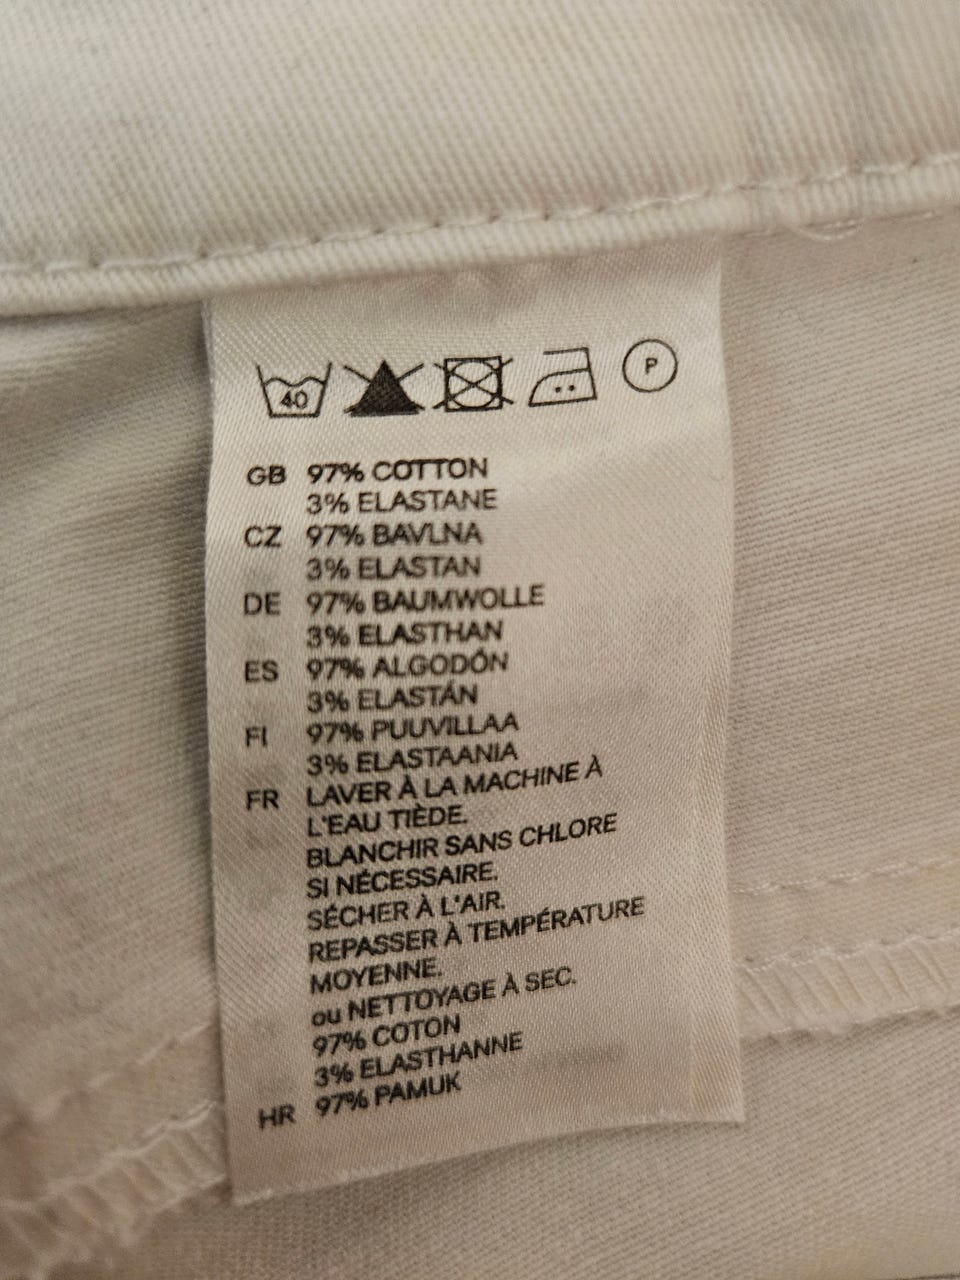 40 P
GB 97% COTTON
3% ELASTANE
CZ 97% BAVLNA
3% ELASTAN
DE 97% BAUMWOLLE
3% ELASTHAN
ES 97% ALGODÓN
3% ELASTÁN
FI 97% PUUVILLAA
3% ELASTAANIA
FR LAVER À LA MACHINE À
L'EAU TIÈDE.
BLANCHIR SANS CHLORE
SI NÉCESSAIRE.
SÉCHER À L'AIR.
REPASSER À TEMPÉRATURE
MOYENNE.
ou NETTOYAGE À SEC.
97% COTON
3% ELASTHANNE
HR 97% PAMUK